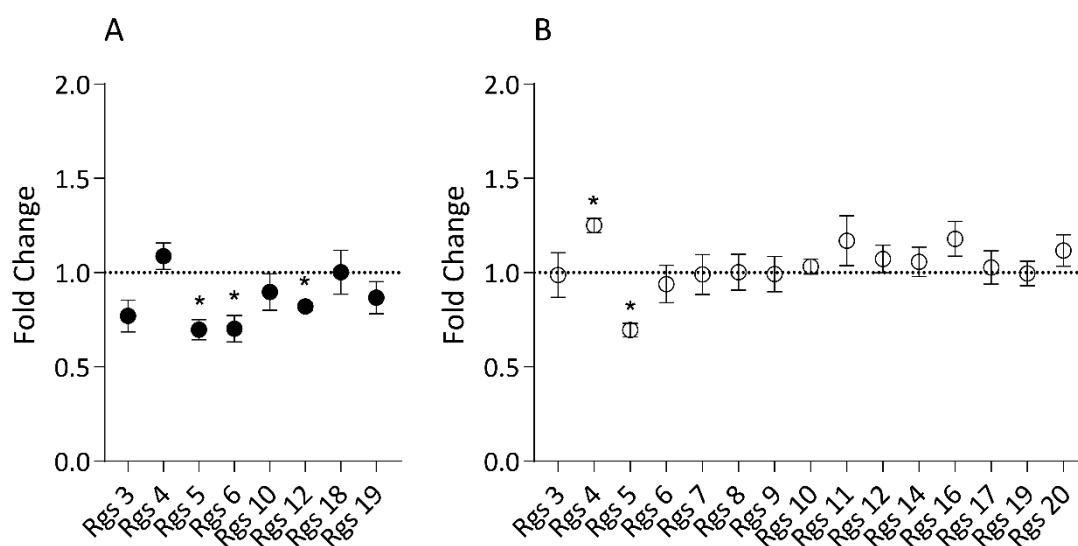 A
Fold Change
2.0
1.5
1.0
0.5
0.0
*
*
*
Rgs 3
Rgs 4
Rgs 5
Rgs 6
Rgs 10
Rgs 12
Rgs 18
Rgs 19
B
Fold Change
2.0
1.5
1.0
0.5
0.0
*
*
Rgs 3
Rgs 4
Rgs 5
Rgs 6
Rgs 7
Rgs 8
Rgs 9
Rgs 10
Rgs 11
Rgs 12
Rgs 14
Rgs 16
Rgs 17
Rgs 19
Rgs 20